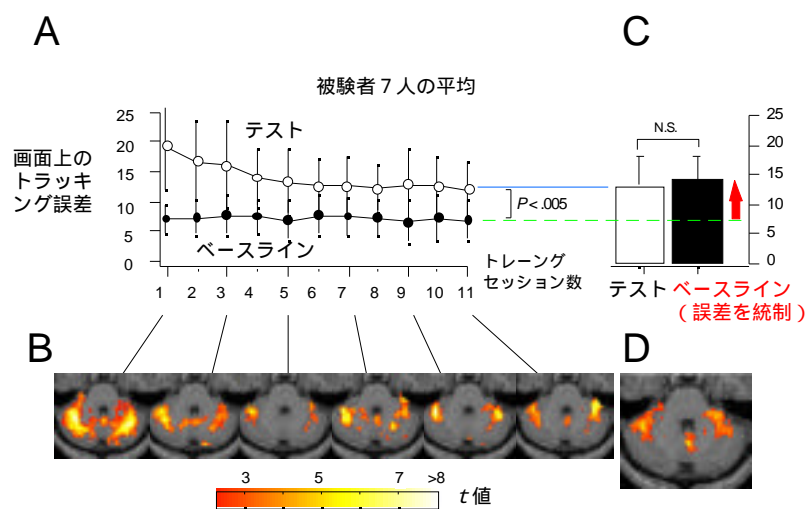 A
C
被験者７人の平均
画面上の
トラッキ
ング誤差
25
20
15
10
5
0
テスト
ベースライン
1 2 3 4 5 6 7 8 9 10 11
トレーング
セッション数
P< .005
N.S.
25
20
15
10
5
0
テスト ベースライン
（誤差を統制）
B
D
3 5 7 >8
t 値